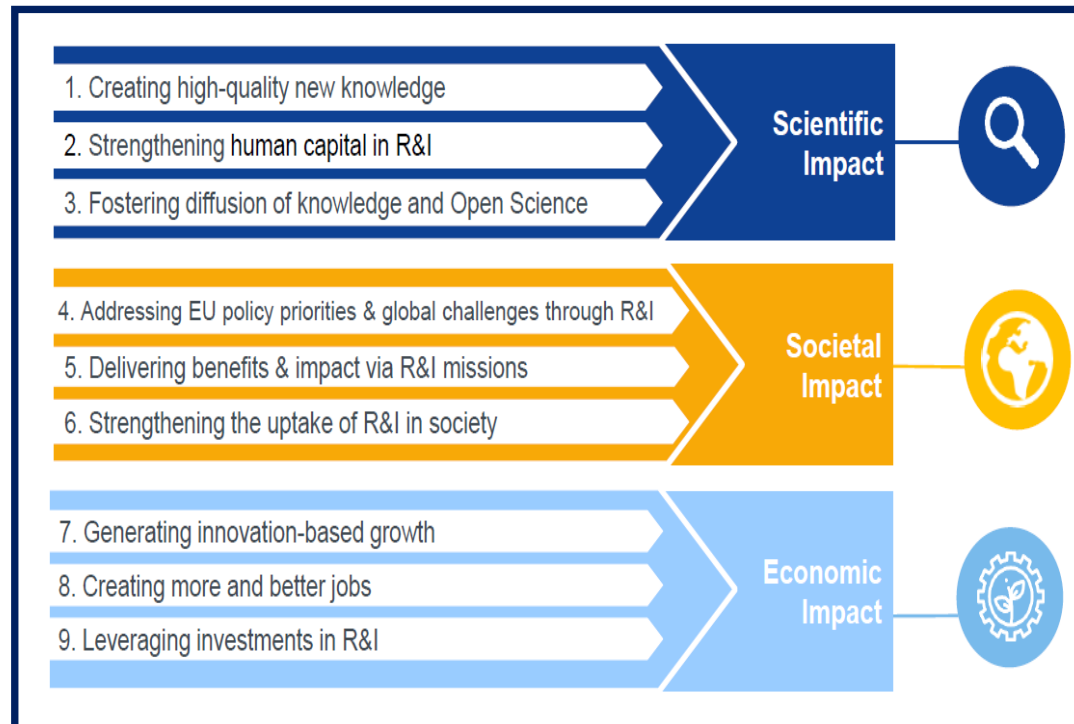 1. Creating high-quality new knowledge
2. Strengthening human capital in R&I
3. Fostering diffusion of knowledge and Open Science
Scientific
Impact
4. Addressing EU policy priorities & global challenges through R&I
5. Delivering benefits & impact via R&I missions
6. Strengthening the uptake of R&I in society
Societal
Impact
7. Generating innovation-based growth
8. Creating more and better jobs
9. Leveraging investments in R&I
Economic
Impact